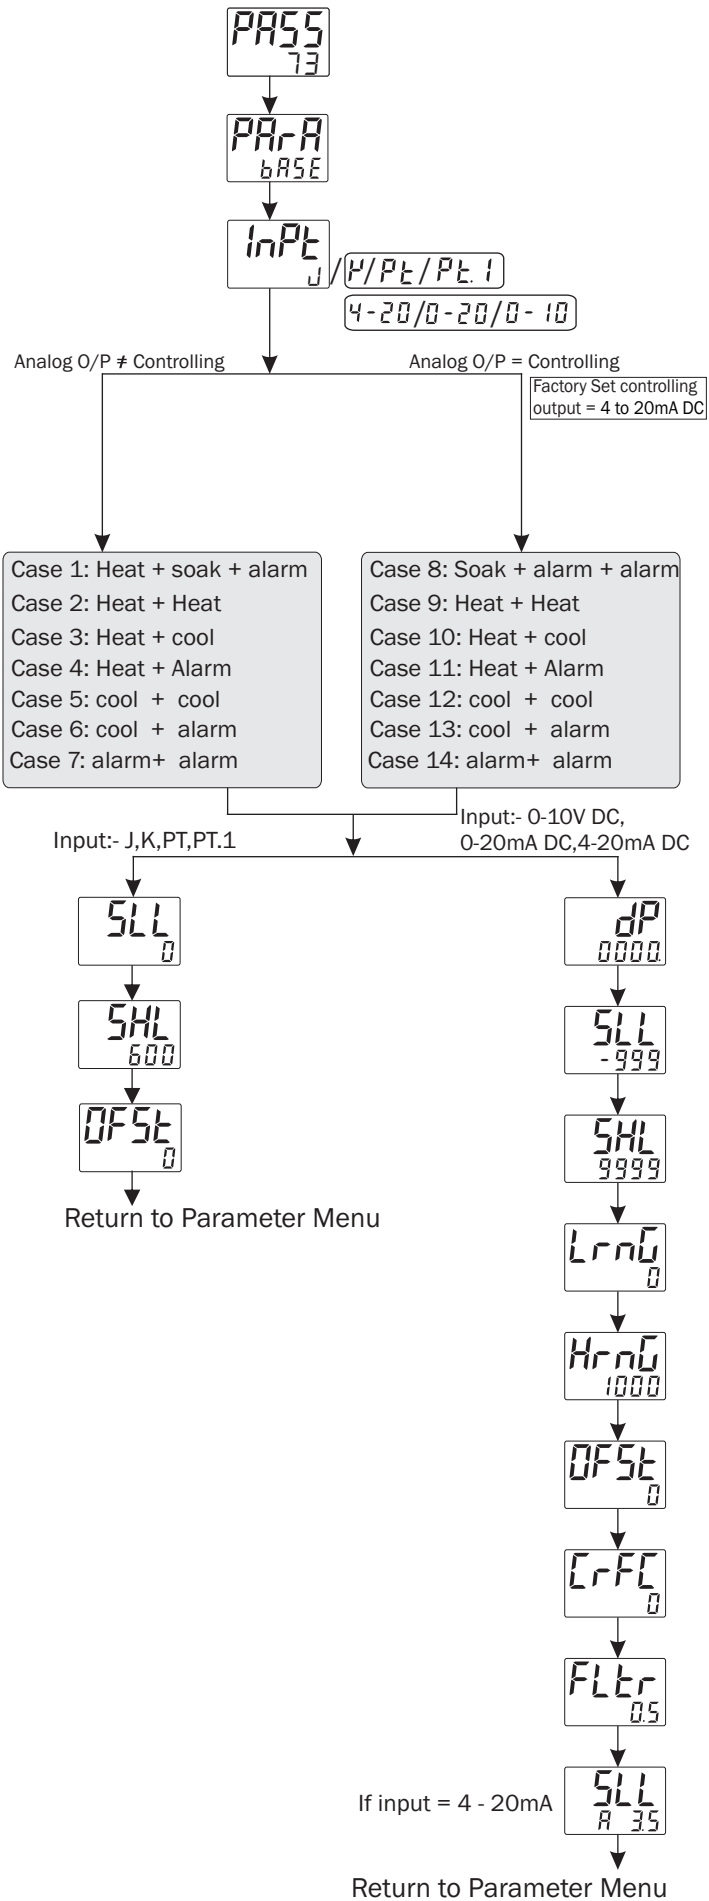 PASS
73
PArA
bASE
InPt
J / K / Pt / Pt. 1
4-20 / 0-20 / 0-10
Analog O/P ≠ Controlling
Analog O/P = Controlling
Factory Set controlling
output = 4 to 20mA DC
Case 1: Heat + soak + alarm
Case 2: Heat + Heat
Case 3: Heat + cool
Case 4: Heat + Alarm
Case 5: cool + cool
Case 6: cool + alarm
Case 7: alarm+ alarm
Case 8: Soak + alarm + alarm
Case 9: Heat + Heat
Case 10: Heat + cool
Case 11: Heat + Alarm
Case 12: cool + cool
Case 13: cool + alarm
Case 14: alarm+ alarm
Input:- J,K,PT,PT.1
SLL
0
SHL
600
OFSt
0
Return to Parameter Menu
Input:- 0-10V DC,
0-20mA DC,4-20mA DC
dP
0000.
SLL
-999
SHL
9999
LrnG
0
HrnG
1000
OFSt
0
CrFC
0
FLtr
0.5
If input = 4 - 20mA
SLL
A 3.5
Return to Parameter Menu